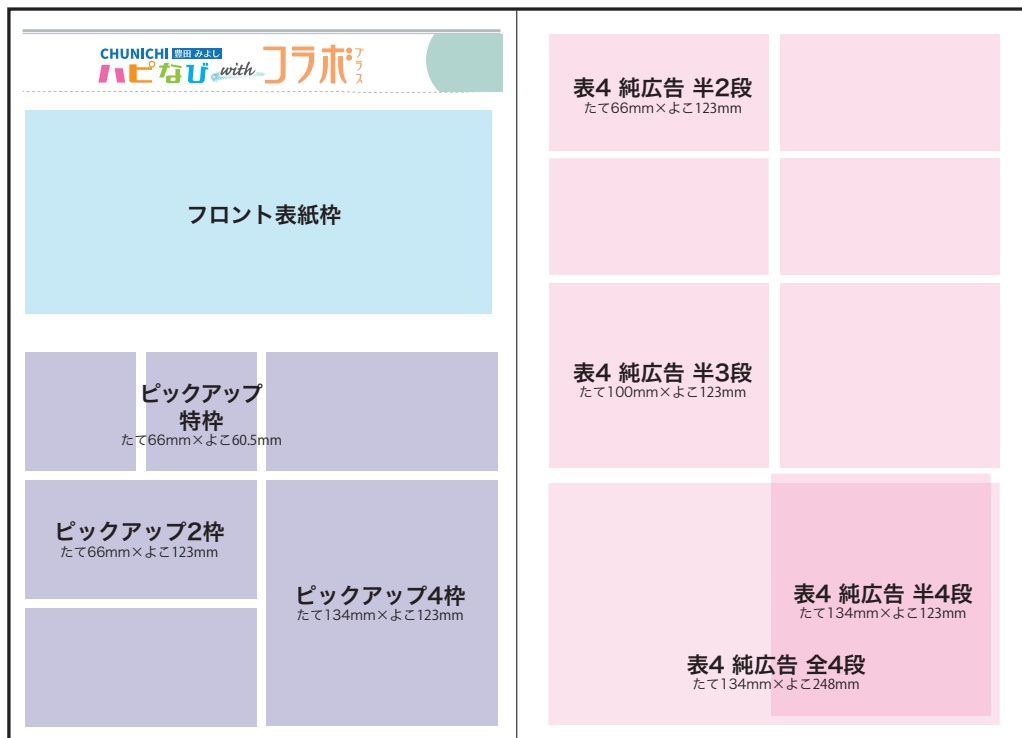 CHUNICHI 豊田 みよし
ハピなび with コラボプラス
フロント表紙枠
ピックアップ
特枠
たて66mm×よこ60.5mm
ピックアップ2枠
たて66mm×よこ123mm
ピックアップ4枠
たて134mm×よこ123mm
表4 純広告 半2段
たて66mm×よこ123mm
表4 純広告 半3段
たて100mm×よこ123mm
表4 純広告 半4段
たて134mm×よこ123mm
表4 純広告 全4段
たて134mm×よこ248mm